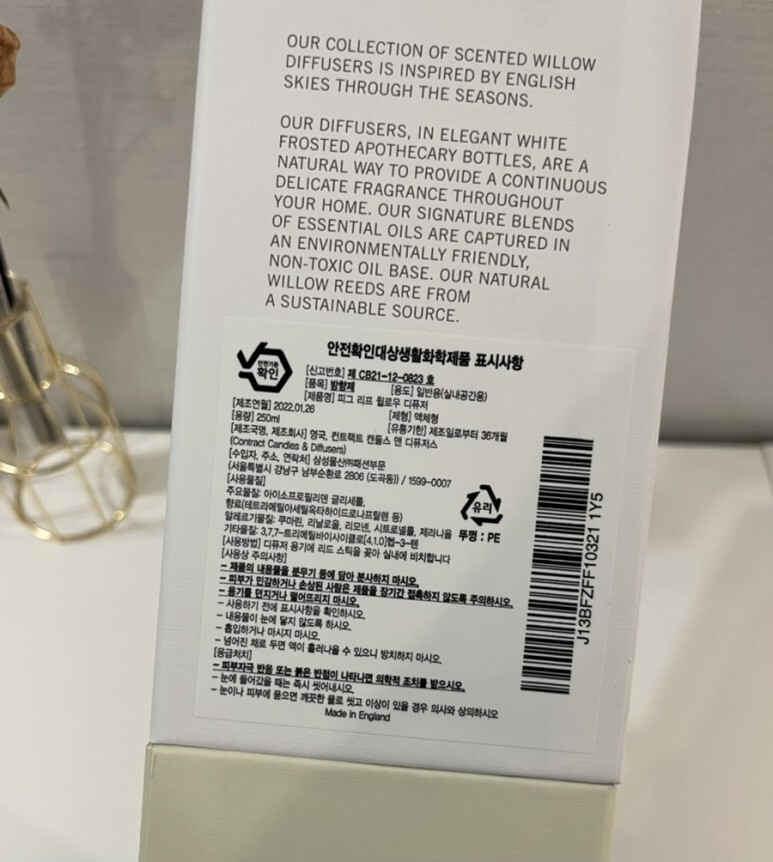 OUR COLLECTION OF SCENTED WILLOW
DIFFUSERS IS INSPIRED BY ENGLISH
SKIES THROUGH THE SEASONS.
OUR DIFFUSERS, IN ELEGANT WHITE
FROSTED APOTHECARY BOTTLES, ARE A
NATURAL WAY TO PROVIDE A CONTINUOUS
DELICATE FRAGRANCE THROUGHOUT
YOUR HOME. OUR SIGNATURE BLENDS
OF ESSENTIAL OILS ARE CAPTURED IN
AN ENVIRONMENTALLY FRIENDLY,
NON-TOXIC OIL BASE. OUR NATURAL
WILLOW REEDS ARE FROM
A SUSTAINABLE SOURCE.
안전확인대상생활화학제품 표시사항
안전기준
확인
[신고번호] 제 CB21-12-0823 호
[품목] 방향제 [용도] 일반용(실내공간용)
[제품명] 피그 리프 윌로우 디퓨저
[제조연월] 2022.01.26 [제형] 액체형
[용량] 250ml [유통기한] 제조일로부터 36개월
[제조국명, 제조회사] 영국, 컨트랙트 캔들스 앤 디퓨저스
(Contract Candles & Diffusers)
[수입자, 주소, 연락처] 삼성물산㈜패션부문
(서울특별시 강남구 남부순환로 2806 (도곡동)) / 1599-0007
[사용물질]
주요물질: 아이소프로필리덴 글리세롤,
향료(테트라메틸아세틸옥타하이드로나프탈렌 등)
알레르기물질: 쿠마린, 리날로올, 리모넨, 시트로넬롤, 제라니올
기타물질: 3,7,7-트리메틸바이사이클로[4.1.0]헵-3-텐
[사용방법] 디퓨저 용기에 리드 스틱을 꽂아 실내에 비치합니다
[사용상 주의사항]
- 제품의 내용물을 분무기 등에 담아 분사하지 마시오.
- 피부가 민감하거나 손상된 사람은 제품을 장기간 접촉하지 않도록 주의하시오.
- 용기를 던지거나 떨어뜨리지 마시오.
- 사용하기 전에 표시사항을 확인하시오.
- 내용물이 눈에 닿지 않도록 하시오.
- 흡입하거나 마시지 마시오.
- 넘어진 채로 두면 액이 흘러나올 수 있으니 방치하지 마시오.
[응급처치]
- 피부자극 반응 또는 붉은 반점이 나타나면 의학적 조치를 받으시오.
- 눈에 들어갔을 때는 즉시 씻어내시오.
- 눈이나 피부에 묻으면 깨끗한 물로 씻고 이상이 있을 경우 의사와 상의하시오
Made in England
유리
뚜껑 : PE
J13BFZFF10321 1Y5